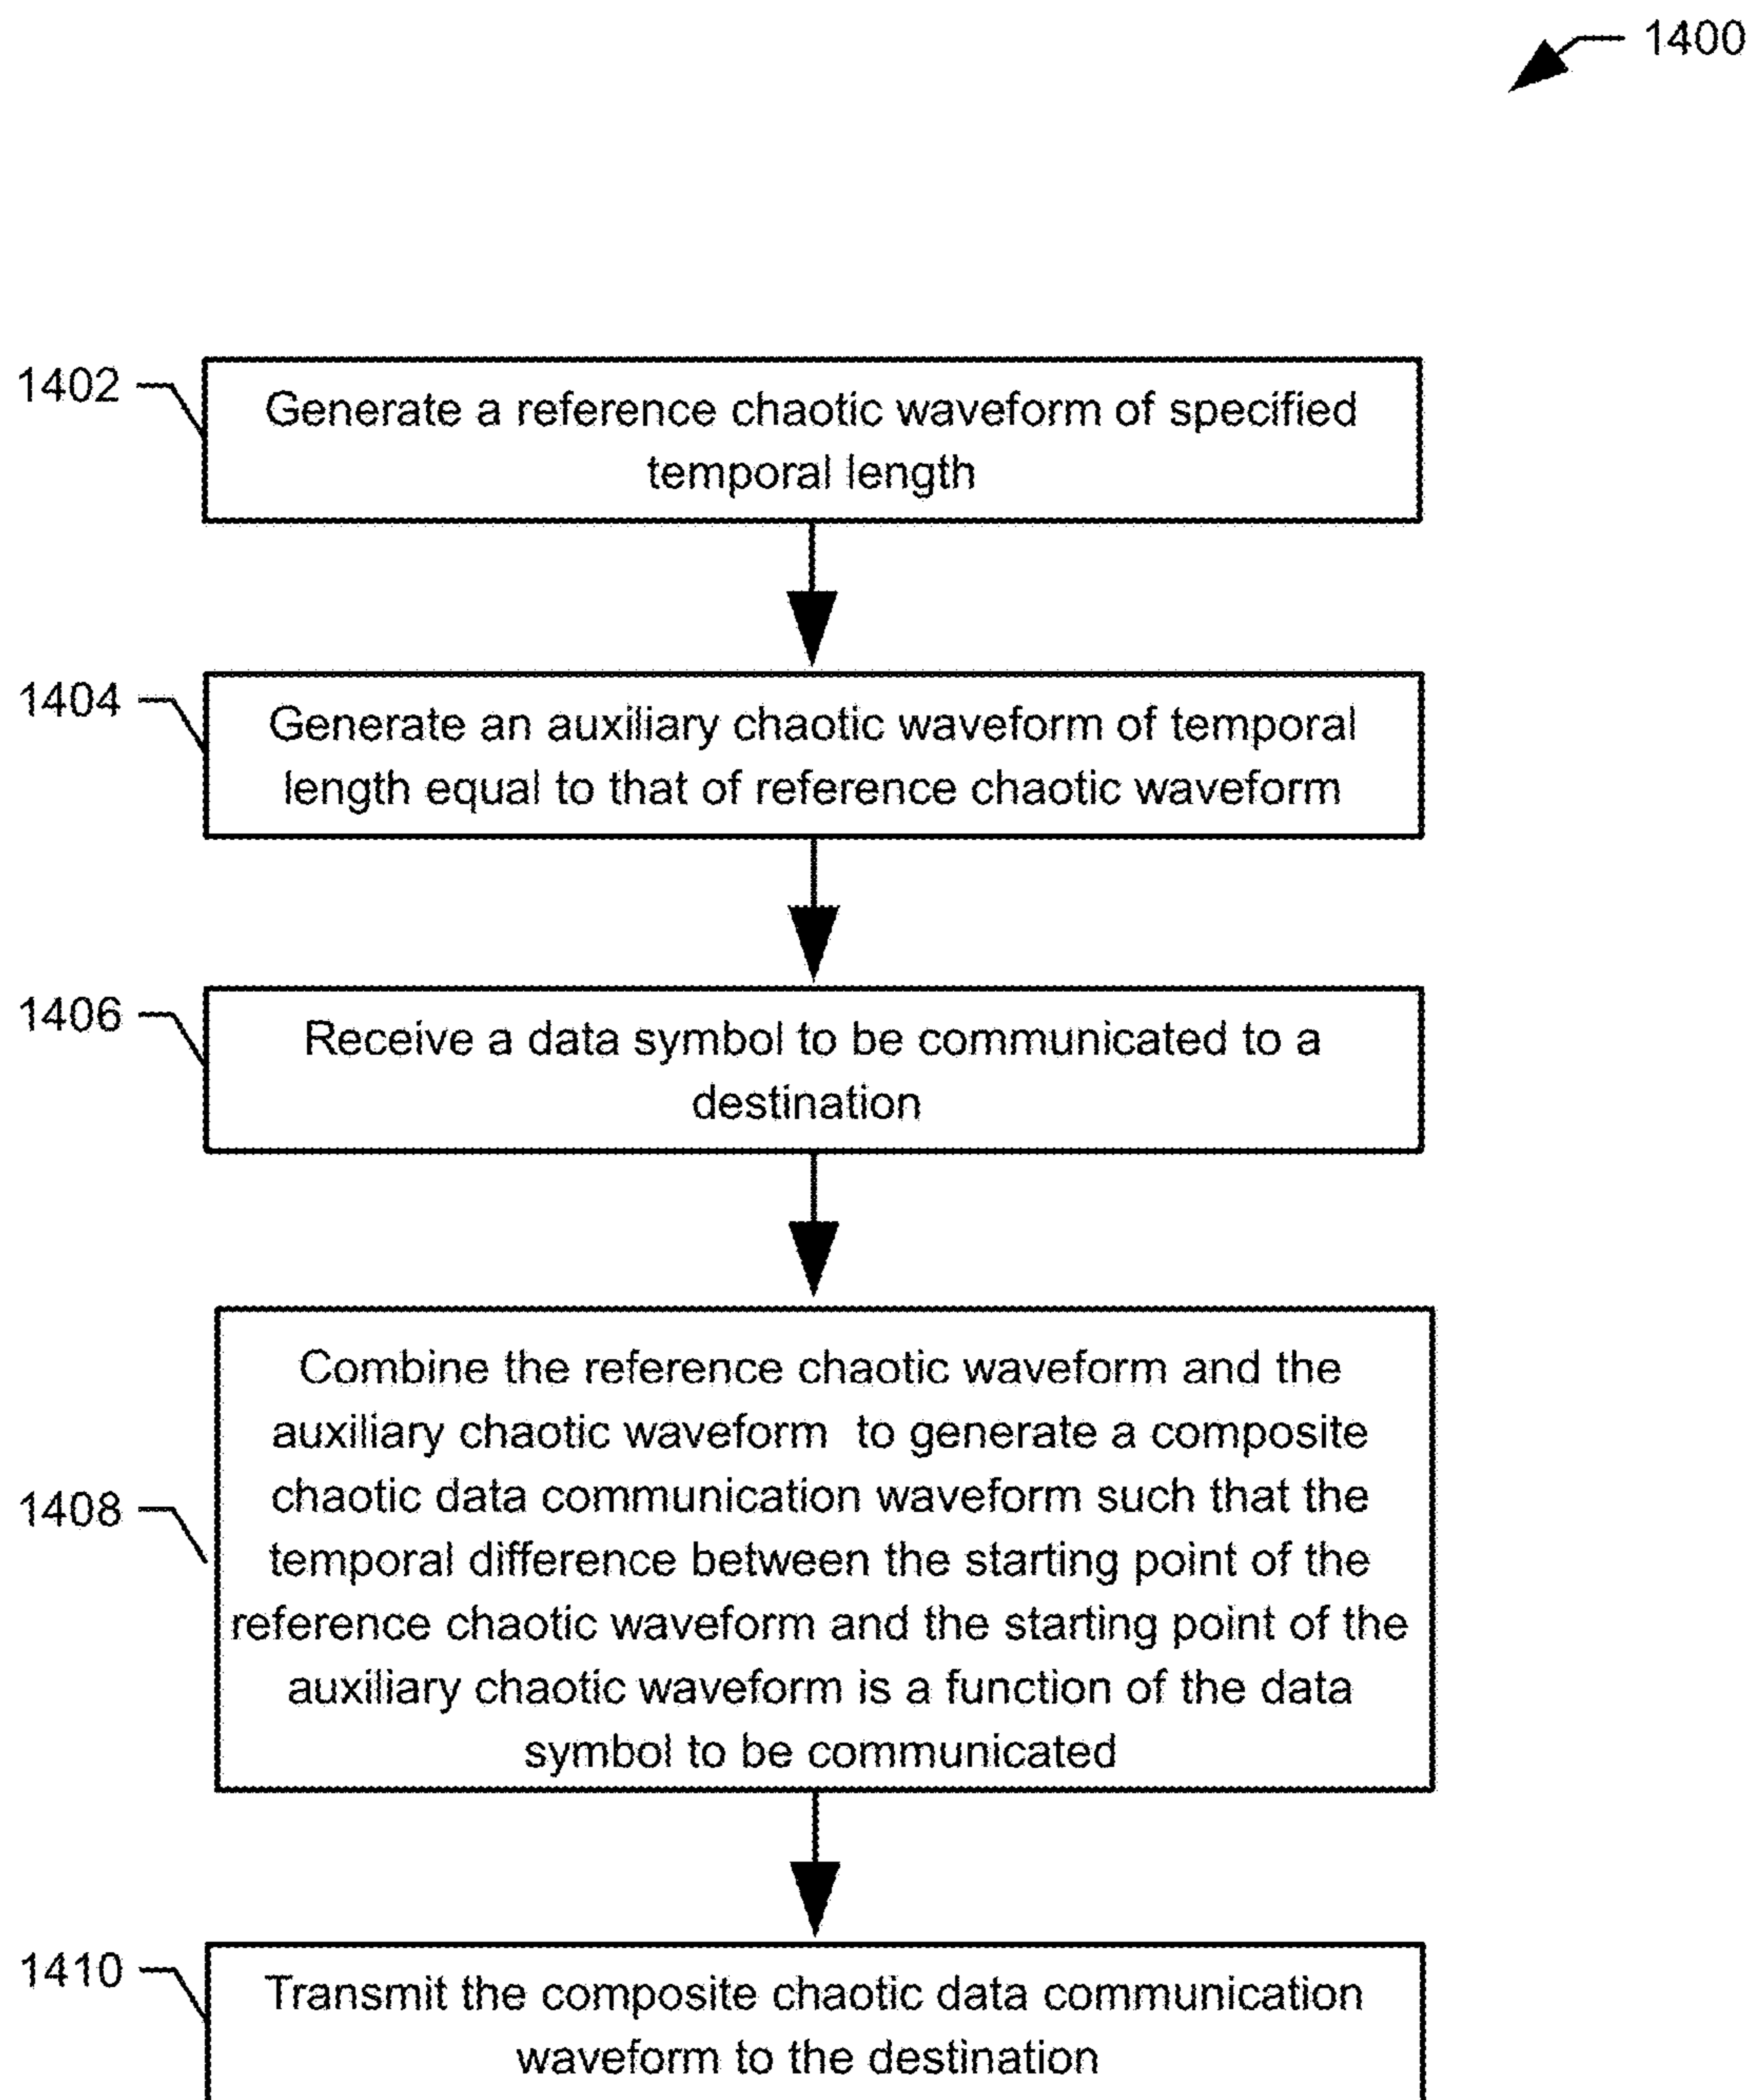 1400
1402
Generate a reference chaotic waveform of specified
temporal length
1404
Generate an auxiliary chaotic waveform of temporal
length equal to that of reference chaotic waveform
1406
Receive a data symbol to be communicated to a
destination
1408
Combine the reference chaotic waveform and the
auxiliary chaotic waveform  to generate a composite
chaotic data communication waveform such that the
temporal difference between the starting point of the
reference chaotic waveform and the starting point of the
auxiliary chaotic waveform is a function of the data
symbol to be communicated
1410
Transmit the composite chaotic data communication
waveform to the destination